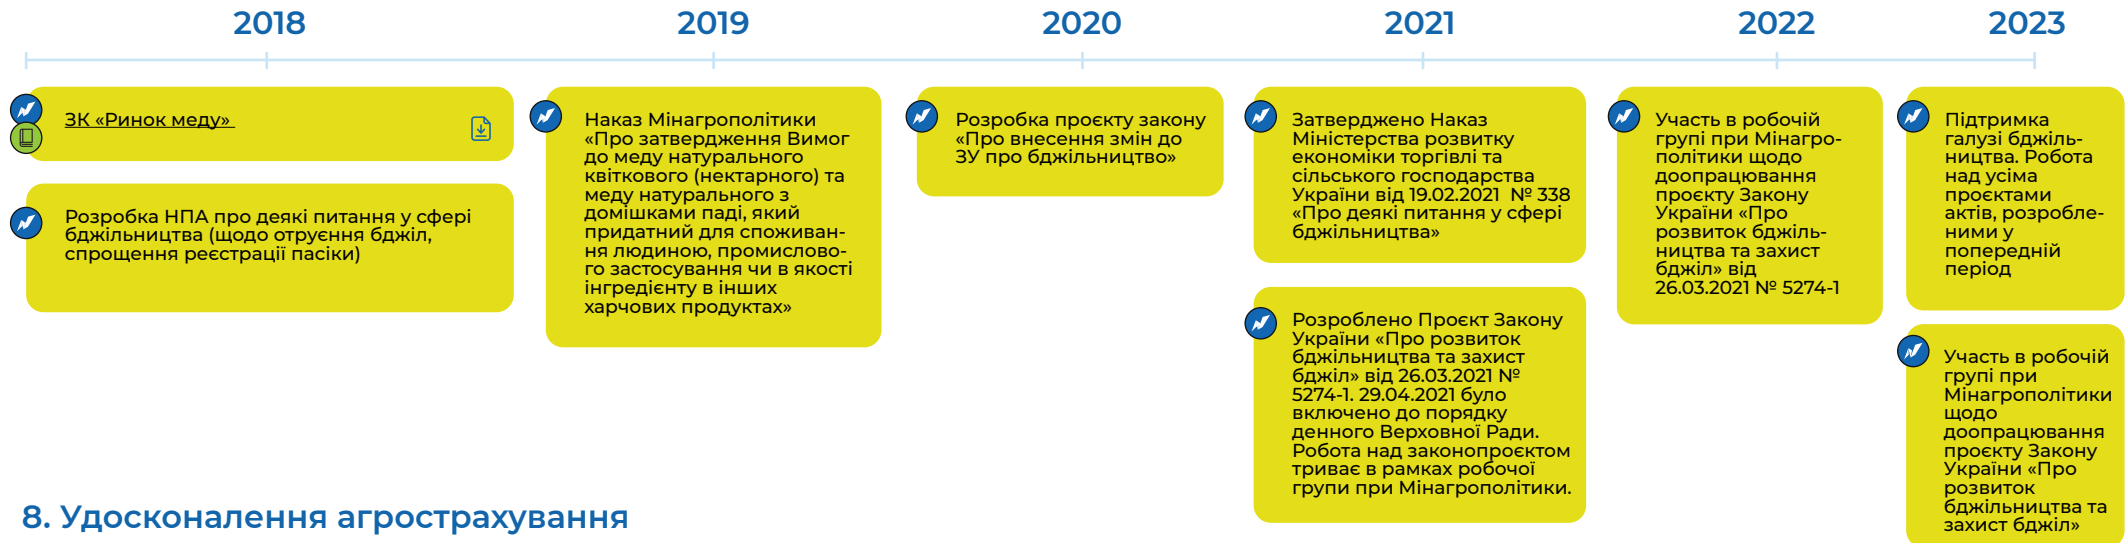 2018
2019
2020
2021
2022
2023
ЗК «Ринок меду»
Розробка НПА про деякі питання у сфері
бджільництва (щодо отруєння бджіл,
спрощення реєстрації пасіки)
Наказ Мінагрополітики
«Про затвердження Вимог
до меду натурального
квіткового (нектарного) та
меду натурального з
домішками паді, який
придатний для споживан-
ня людиною, промислово-
го застосування чи в якості
інгредієнту в інших
харчових продуктах»
Розробка проєкту закону
«Про внесення змін до
ЗУ про бджільництво»
Затверджено Наказ
Міністерства розвитку
економіки торгівлі та
сільського господарства
України від 19.02.2021 № 338
«Про деякі питання у сфері
бджільництва»
Розроблено Проєкт Закону
України «Про розвиток
бджільництва та захист
бджіл» від 26.03.2021 №
5274-1. 29.04.2021 було
включено до порядку
денного Верховної Ради.
Робота над законопроєктом
триває в рамках робочої
групи при Мінагрополітики.
Участь в робочій
групі при Мінагро-
політики щодо
доопрацювання
проєкту Закону
України «Про
розвиток бджіль-
ництва та захист
бджіл» від
26.03.2021 № 5274-1
Підтримка
галузі бджіль-
ництва. Робота
над усіма
проєктами
актів, розробле-
ними у
попередній
період
Участь в робочій
групі при
Мінагрополітики
щодо
доопрацювання
проєкту Закону
України «Про
розвиток
бджільництва та
захист бджіл»
8. Удосконалення агрострахування